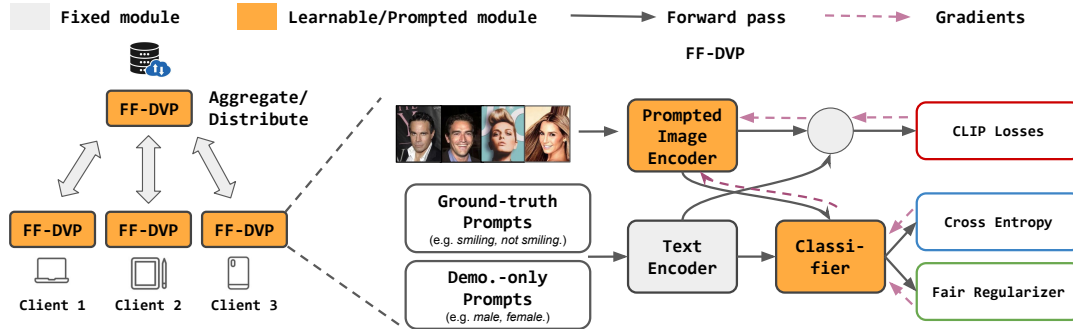 Fixed module
Learnable/Prompted module
Forward pass
Gradients
FF-DVP
FF-DVP
Aggregate/
Distribute
FF-DVP
FF-DVP
FF-DVP
Client 1
Client 2
Client 3
Prompted
Image
Encoder
CLIP Losses
Ground-truth
Prompts
(e.g. smiling, not smiling.)
Demo.-only
Prompts
(e.g. male, female.)
Text
Encoder
Classi-
fier
Cross Entropy
Fair Regularizer